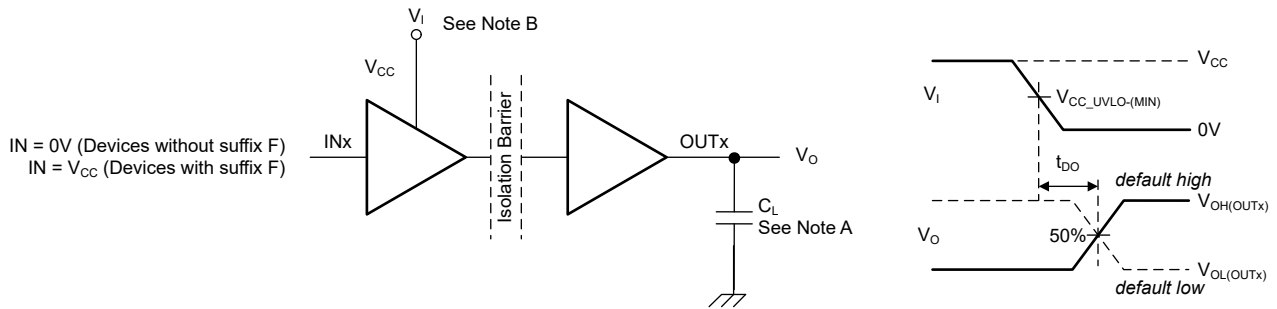 V_I
See Note B
V_CC
IN = 0V (Devices without suffix F)
IN = V_CC (Devices with suffix F)
INx
Isolation Barrier
OUTx
V_O
C_L
See Note A
V_I
V_CC
V_CC_UVLO-(MIN)
0V
t_DO
default high
V_OH(OUTx)
V_O
50%
V_OL(OUTx)
default low